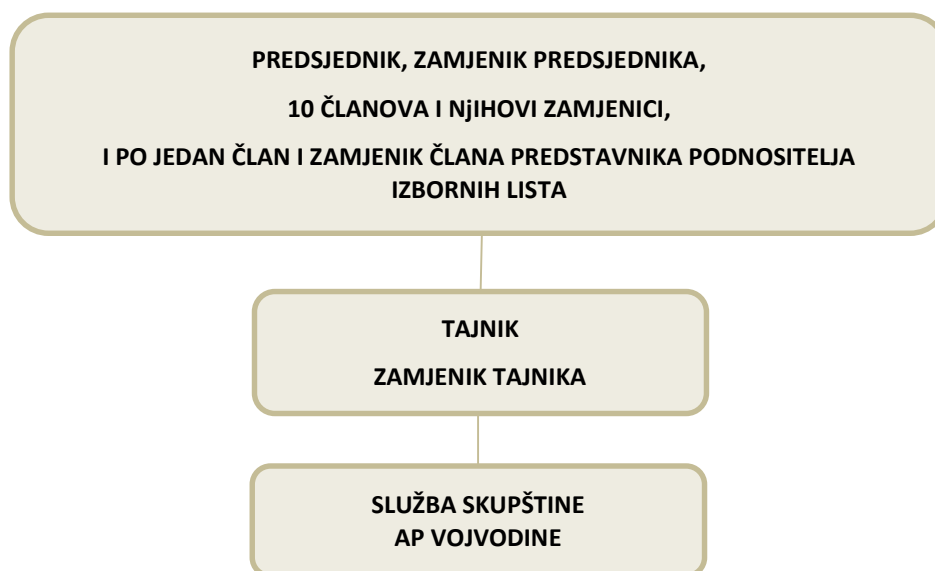 PREDSJEDNIK, ZAMJENIK PREDSJEDNIKA,
10 ČLANOVA I NjIHOVI ZAMJENICI,
I PO JEDAN ČLAN I ZAMJENIK ČLANA PREDSTAVNIKA PODNOSITELJA
IZBORNIH LISTA
TAJNIK
ZAMJENIK TAJNIKA
SLUŽBA SKUPŠTINE
AP VOJVODINE